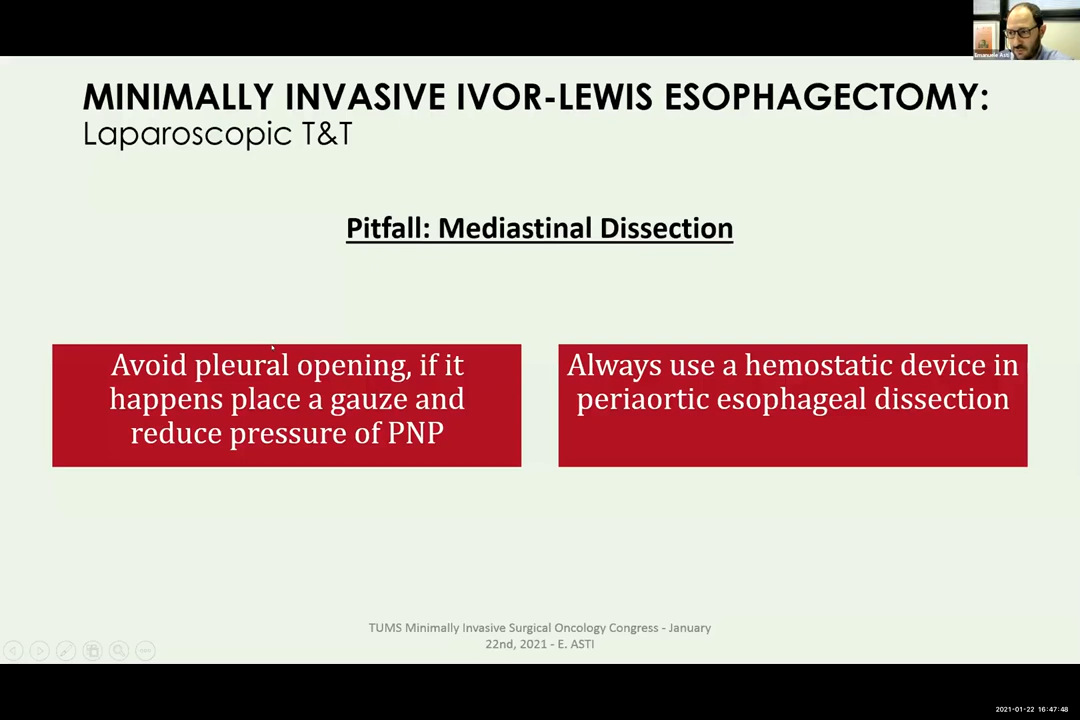 Emanuele Asti
MINIMALLY INVASIVE IVOR-LEWIS ESOPHAGECTOMY:
Laparoscopic T&T
Pitfall: Mediastinal Dissection
Avoid pleural opening, if it
happens place a gauze and
reduce pressure of PNP
Always use a hemostatic device in
periaortic esophageal dissection
TUMS Minimally Invasive Surgical Oncology Congress - January
22nd, 2021 - E. ASTI
2021-01-22 16:47:48